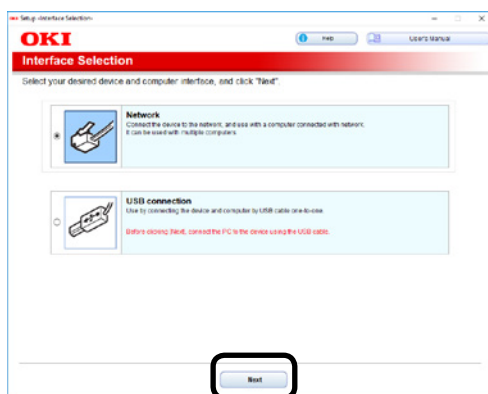 Setup -Interface Selection-
OKI
Help
User's Manual
Interface Selection
Select your desired device and computer interface, and click "Next".
Network
Connect the device to the network, and use with a computer connected with network.
It can be used with multiple computers.
USB connection
Use by connecting the device and computer by USB cable one-to-one.
Before clicking [Next], connect the PC to the device using the USB cable.
Next